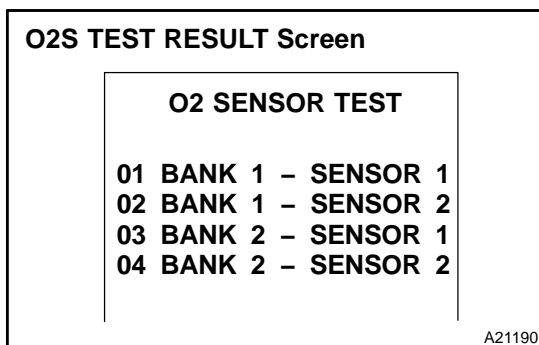 O2S TEST RESULT Screen
O2 SENSOR TEST
01 BANK 1 – SENSOR 1
02 BANK 1 – SENSOR 2
03 BANK 2 – SENSOR 1
04 BANK 2 – SENSOR 2
A21190